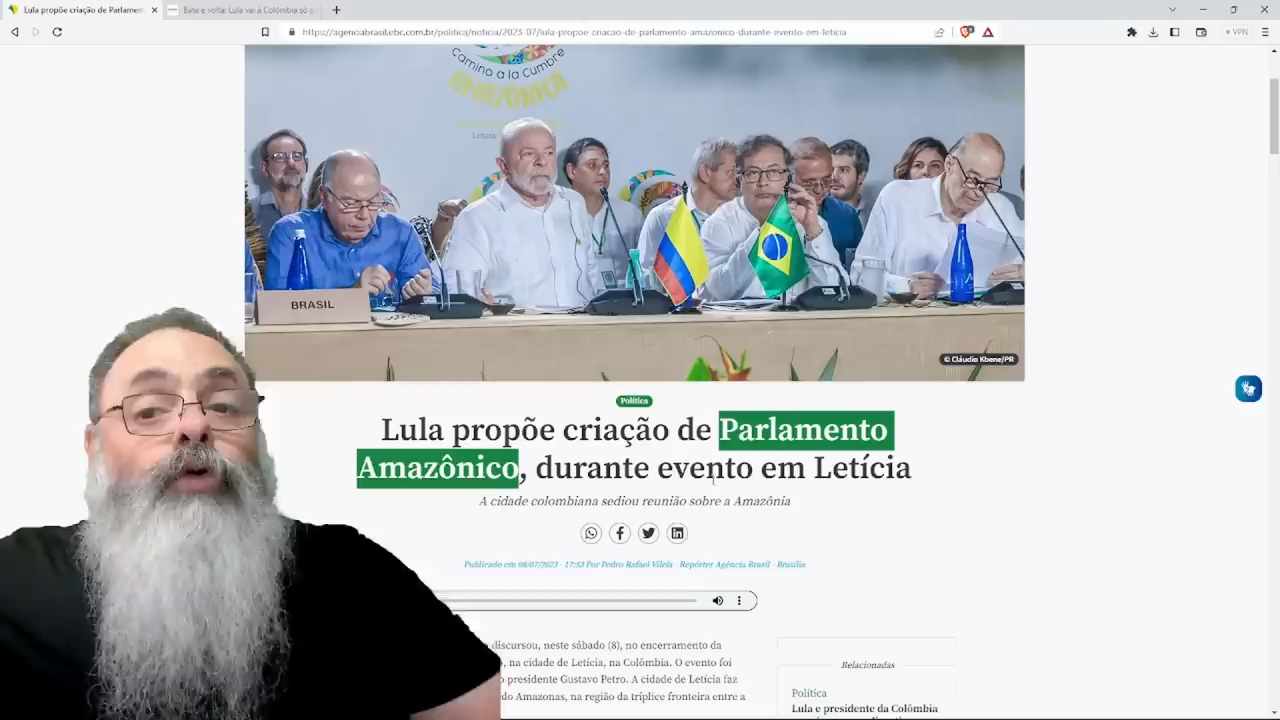 Lula propõe criação de Parlamen
Bate e volta: Lula vai à Colômbia só p
https://agenciabrasil.ebc.com.br/politica/noticia/2023-07/lula-propoe-criacao-de-parlamento-amazonico-durante-evento-em-leticia
VPN
Camino a la Cumbre
AMAZÓNICA
BRASIL
© Cláudio Kbene/PR
Política
Lula propõe criação de Parlamento
Amazônico, durante evento em Letícia
A cidade colombiana sediou reunião sobre a Amazônia
Publicado em 08/07/2023 - 17:53 Por Pedro Rafael Vilela - Repórter Agência Brasil - Brasília
discursou, neste sábado (8), no encerramento da
, na cidade de Letícia, na Colômbia. O evento foi
presidente Gustavo Petro. A cidade de Letícia faz
do Amazonas, na região da tríplice fronteira entre a
Relacionadas
Política
Lula e presidente da Colômbia